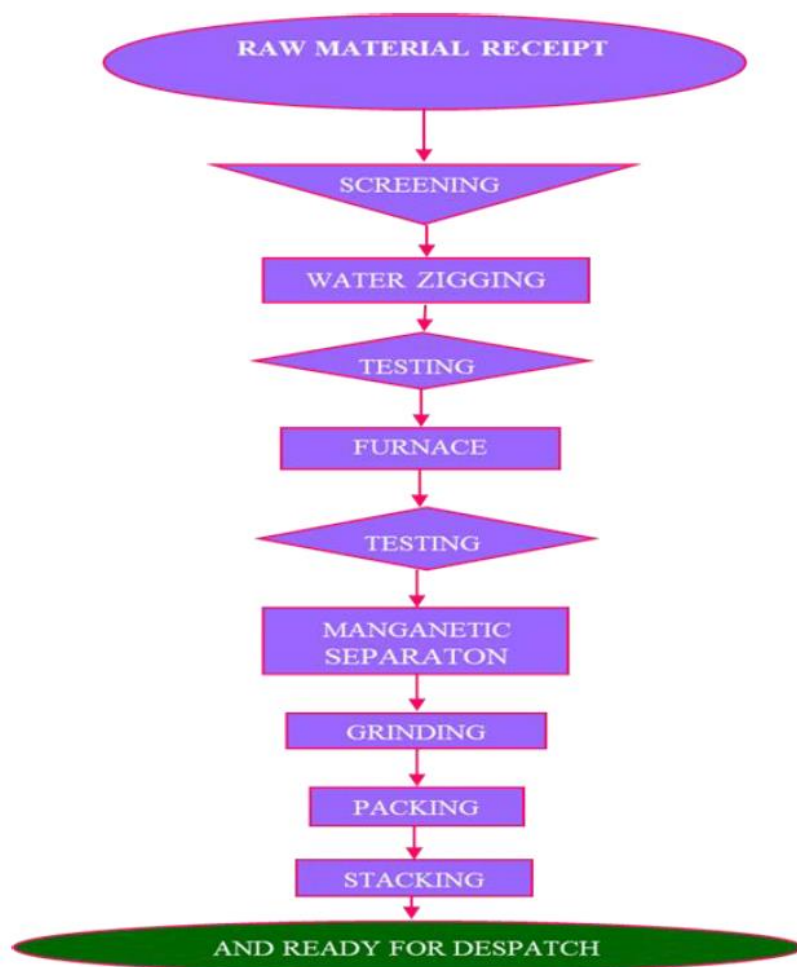 RAW MATERIAL RECEIPT
SCREENING
WATER ZIGGING
TESTING
FURNACE
TESTING
MANGANETIC
SEPARATON
GRINDING
PACKING
STACKING
AND READY FOR DESPATCH